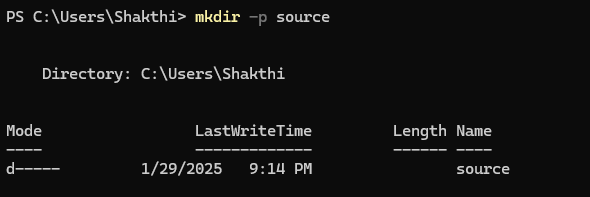 PS C:\Users\Shakthi> mkdir -p source
Directory: C:\Users\Shakthi
Mode                 LastWriteTime         Length Name
----                 -------------         ------ ----
d-----         1/29/2025   9:14 PM                source